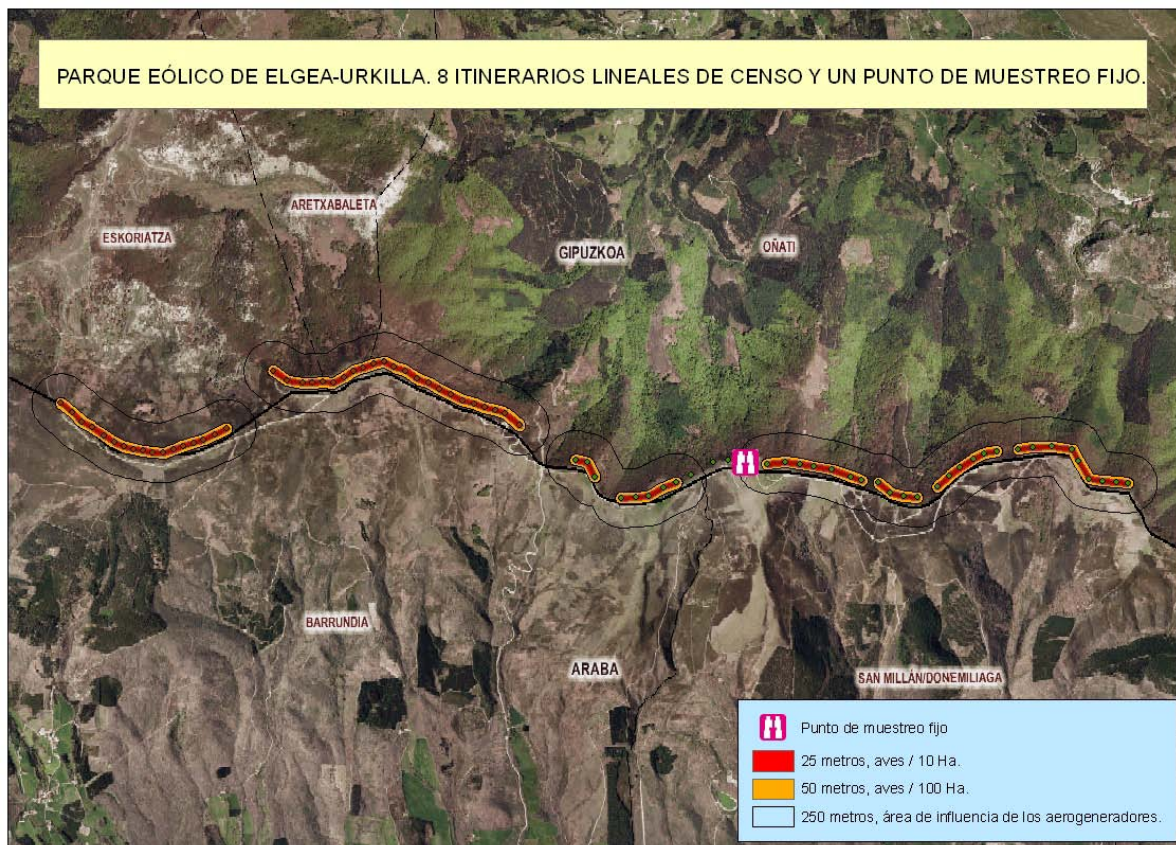 PARQUE EÓLICO DE ELGEA-URKILLA. 8 ITINERARIOS LINEALES DE CENSO Y UN PUNTO DE MUESTREO FIJO.
ARETXABALETA
ESKORIATZA
GIPUZKOA
OÑATI
BARRUNDIA
ARABA
SAN MILLÁN/DONEMILIAGA
Punto de muestreo fijo
25 metros, aves / 10 Ha.
50 metros, aves / 100 Ha.
250 metros, área de influencia de los aerogeneradores.